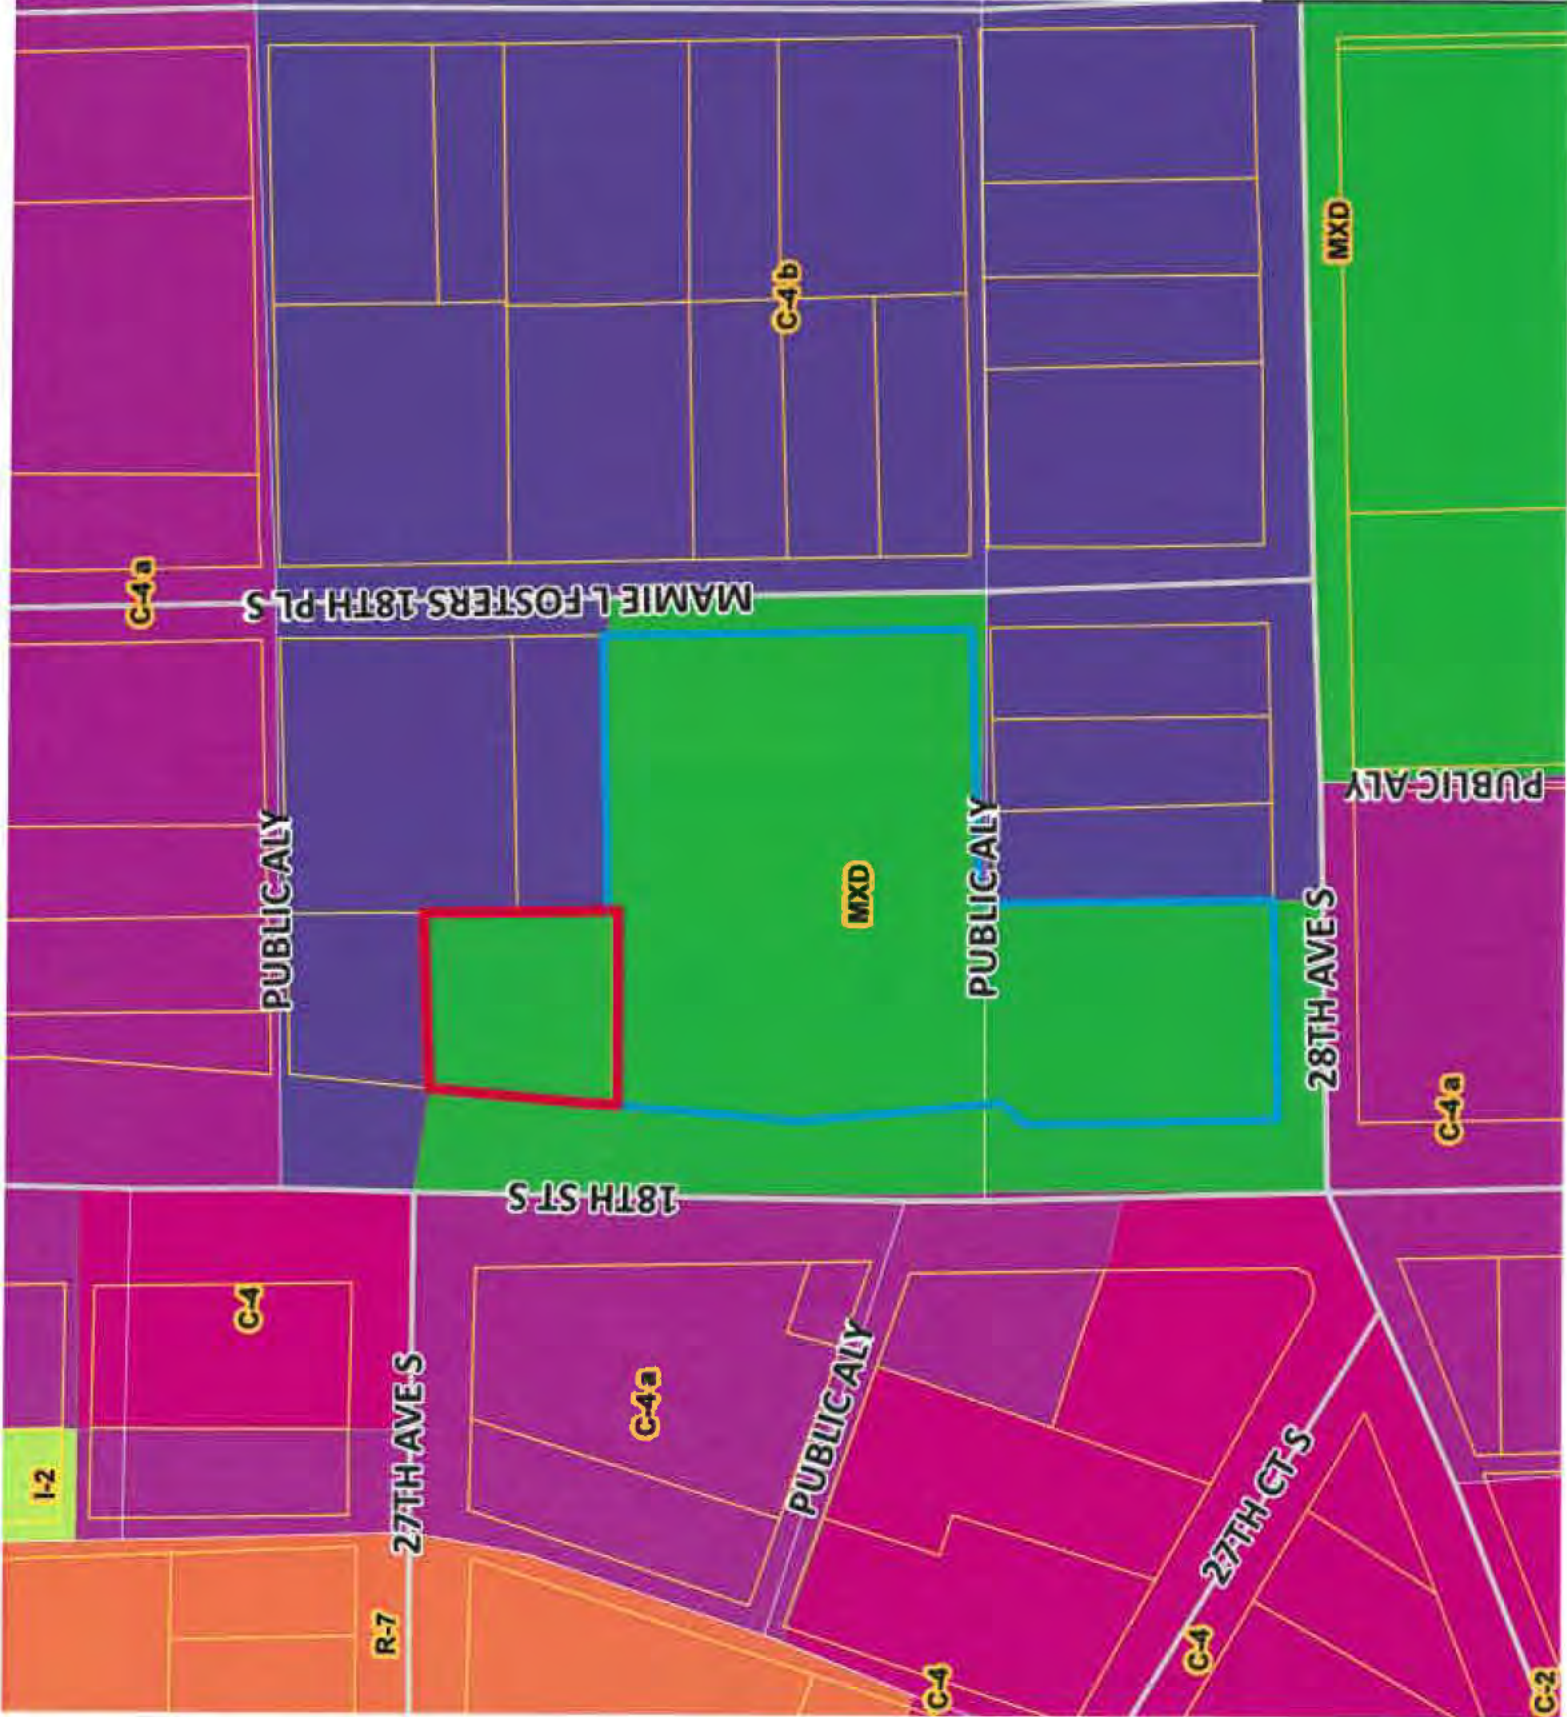 MXD
C-4 b
C-4 a
MAMIE L FOSTERS 18TH PL S
PUBLIC ALY
PUBLIC ALY
PUBLIC ALY
MXD
28TH AVE S
C-4 a
18TH ST S
C-4
C-4 a
PUBLIC ALY
27TH AVE S
I-2
27TH CT S
R-7
C-4
C-4
C-2